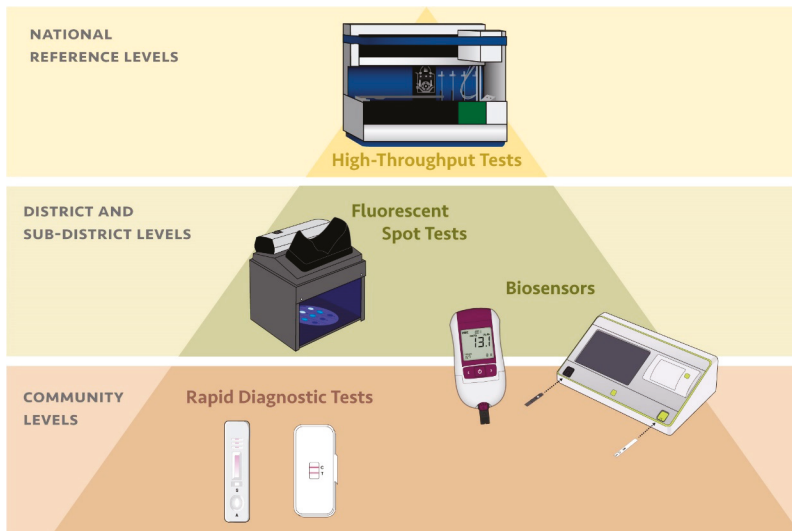 NATIONAL
REFERENCE LEVELS
High-Throughput Tests
DISTRICT AND
SUB-DISTRICT LEVELS
Fluorescent
Spot Tests
Biosensors
13.1
COMMUNITY
LEVELS
Rapid Diagnostic Tests
C
T
B
A